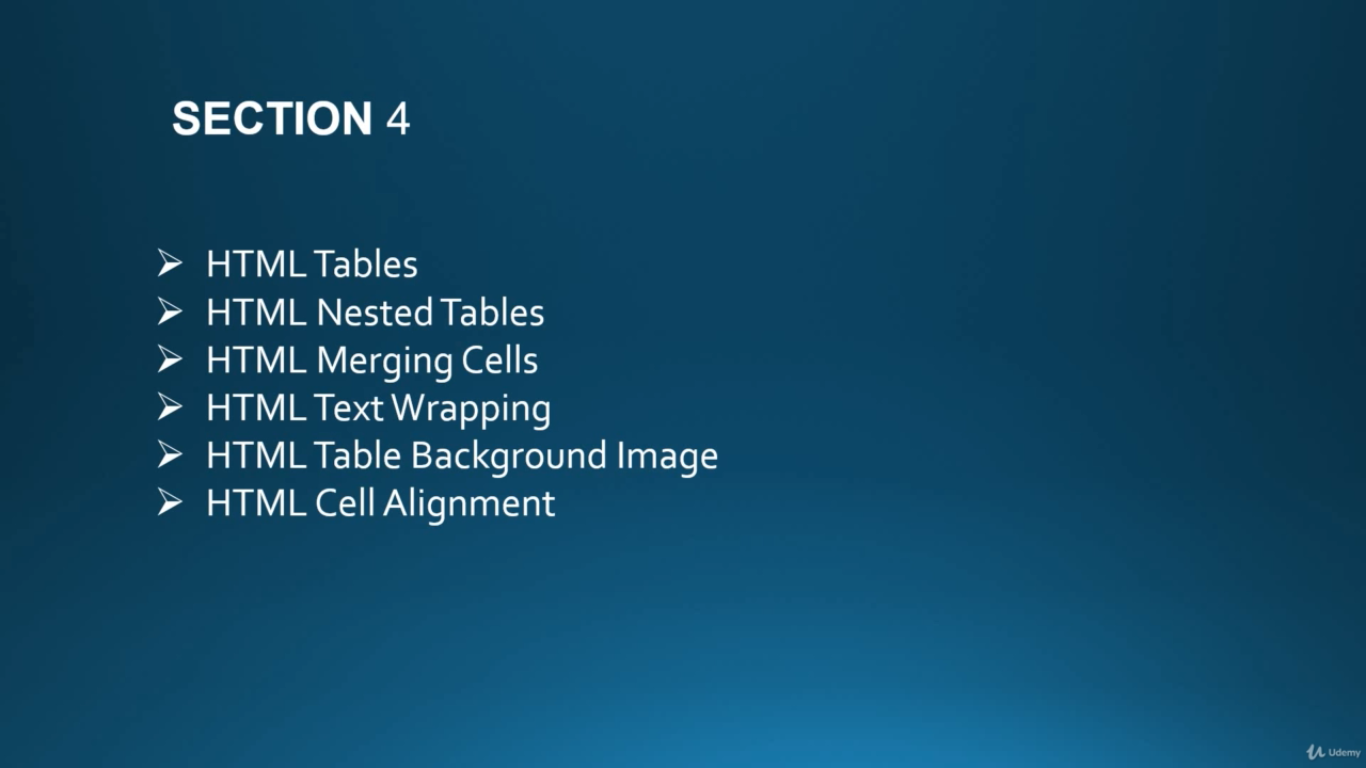 SECTION 4
➢ HTML Tables
➢ HTML Nested Tables
➢ HTML Merging Cells
➢ HTML Text Wrapping
➢ HTML Table Background Image
➢ HTML Cell Alignment
Udemy